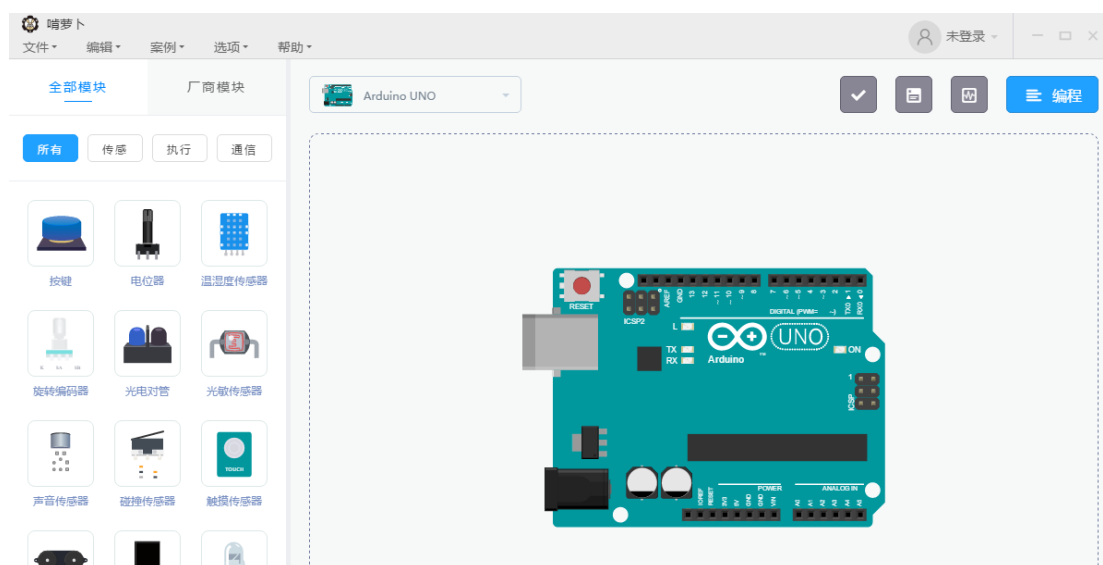 啃萝卜
文件 编辑 案例 选项 帮助
未登录
全部模块 厂商模块
Arduino UNO
编程
所有 传感 执行 通信
按键 电位器 温湿度传感器
旋转编码器 光电对管 光敏传感器
TOUCH
声音传感器 碰撞传感器 触摸传感器
RESET
ICSP2
AREF
GND
13
12
~11
~10
~9
8
7
~6
~5
4
~3
2
TX0 ▸ 1
RX0 ◂ 0
DIGITAL (PWM= ~)
L
TX
RX
Arduino
TM
UNO
ON
1
ICSP
IOREF
RESET
3V3
5V
GND
GND
VIN
POWER
ANALOG IN
A0
A1
A2
A3
A4
A5